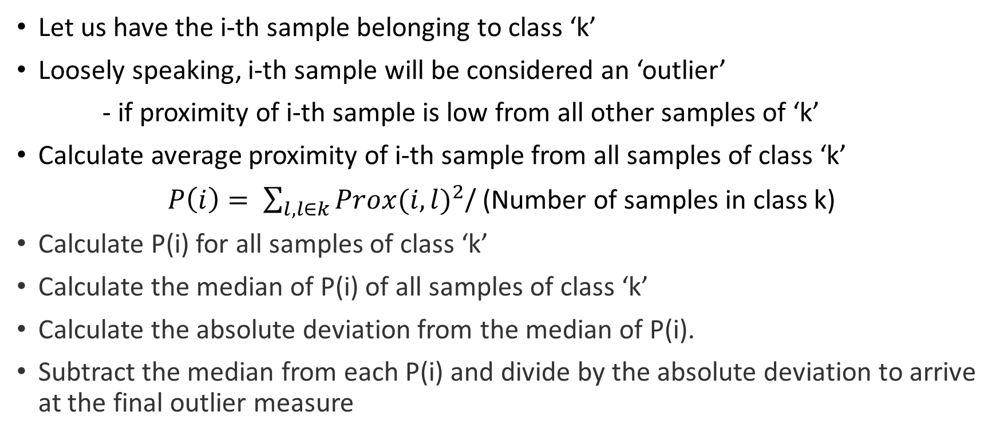 • Let us have the i-th sample belonging to class ‘k’
• Loosely speaking, i-th sample will be considered an ‘outlier’
- if proximity of i-th sample is low from all other samples of ‘k’
• Calculate average proximity of i-th sample from all samples of class ‘k’
P(i) = ∑_{l,l∈k} Prox(i, l)²/ (Number of samples in class k)
• Calculate P(i) for all samples of class ‘k’
• Calculate the median of P(i) of all samples of class ‘k’
• Calculate the absolute deviation from the median of P(i).
• Subtract the median from each P(i) and divide by the absolute deviation to arrive
at the final outlier measure